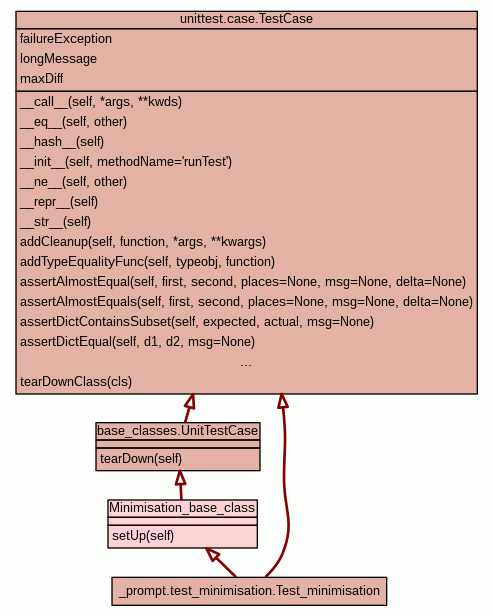 unittest.case.TestCase
failureException
longMessage
maxDiff
__call__(self, *args, **kwds)
__eq__(self, other)
__hash__(self)
__init__(self, methodName='runTest')
__ne__(self, other)
__repr__(self)
__str__(self)
addCleanup(self, function, *args, **kwargs)
addTypeEqualityFunc(self, typeobj, function)
assertAlmostEqual(self, first, second, places=None, msg=None, delta=None)
assertAlmostEquals(self, first, second, places=None, msg=None, delta=None)
assertDictContainsSubset(self, expected, actual, msg=None)
assertDictEqual(self, d1, d2, msg=None)
...
tearDownClass(cls)
base_classes.UnitTestCase
tearDown(self)
Minimisation_base_class
setUp(self)
_prompt.test_minimisation.Test_minimisation